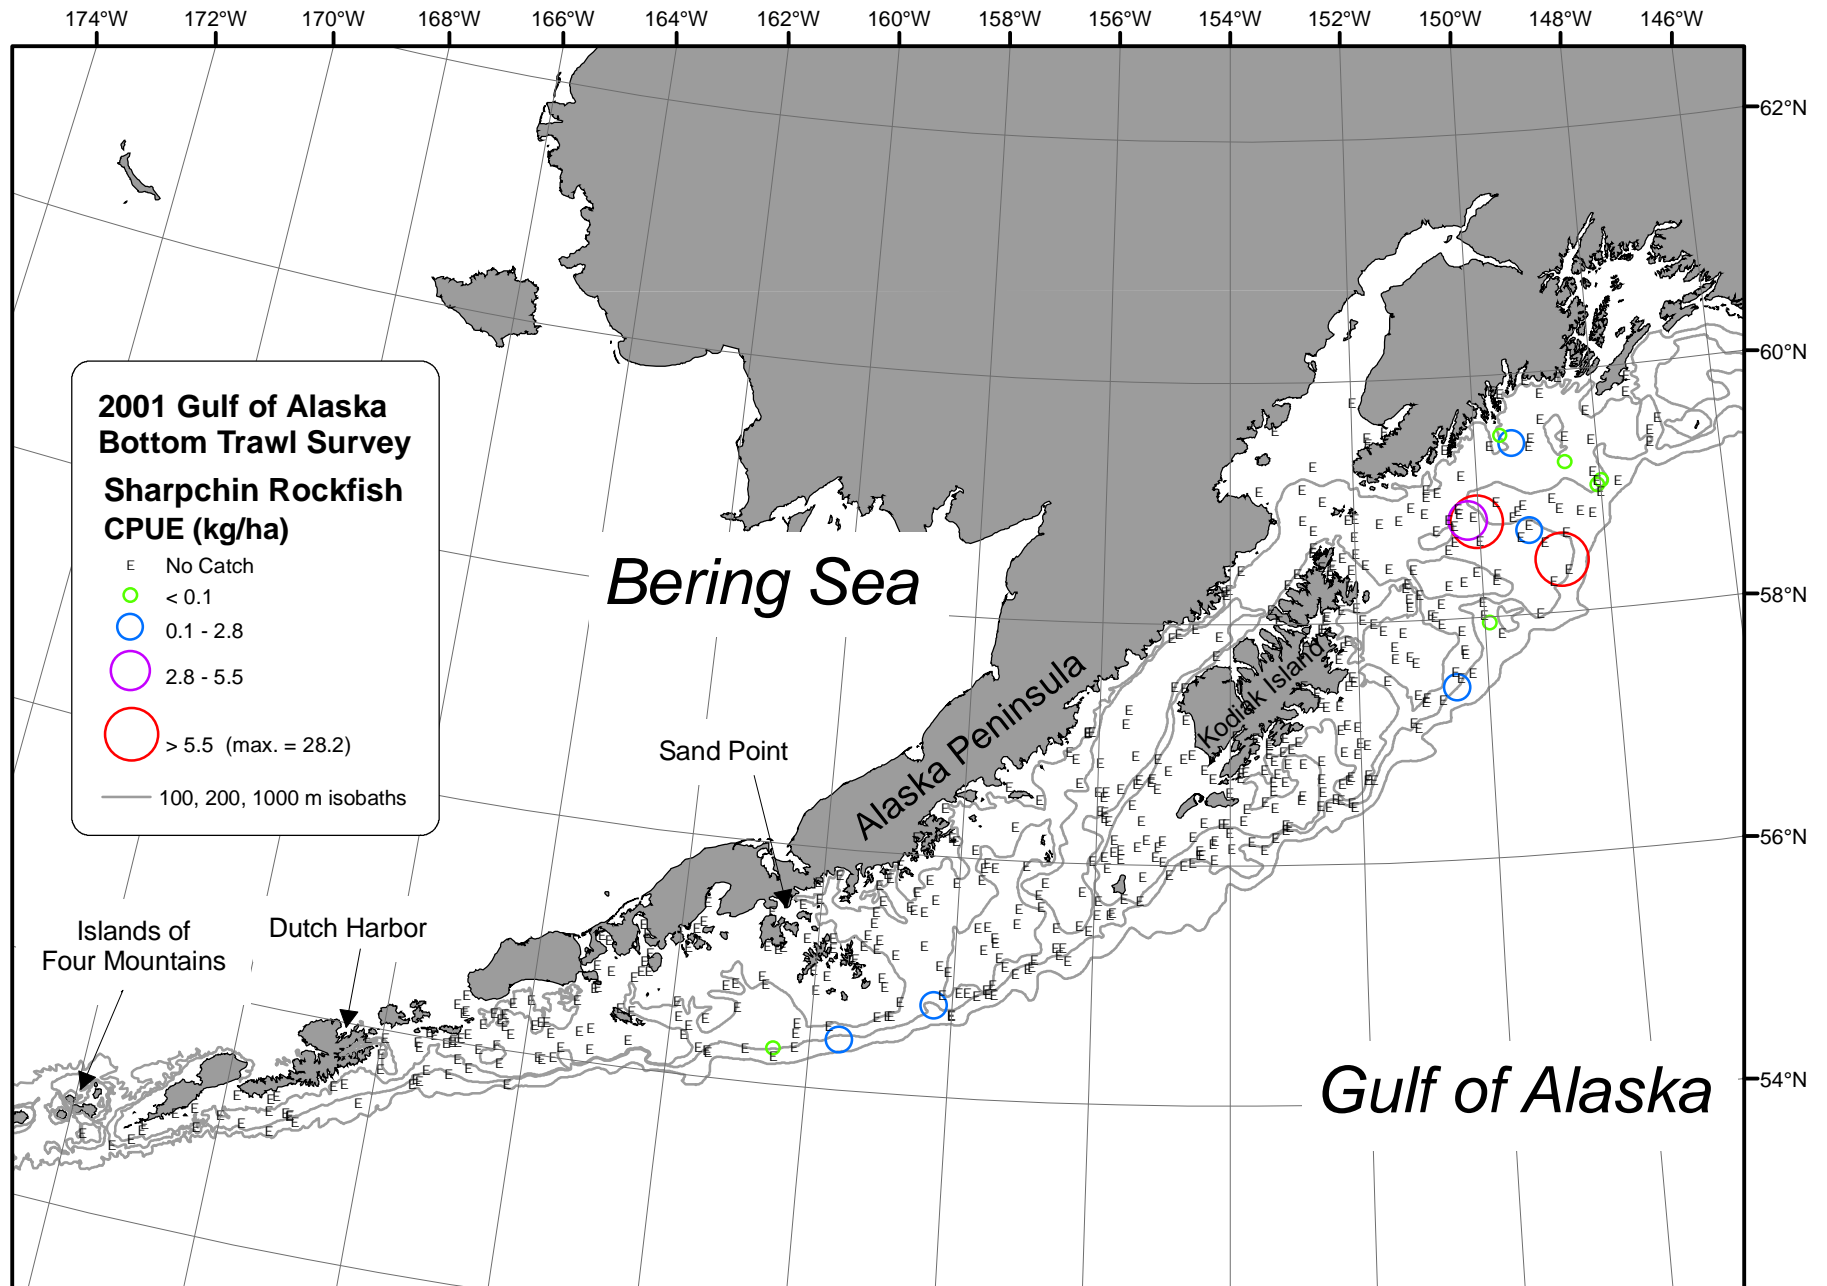 174°W 172°W 170°W 168°W 166°W 164°W 162°W 160°W 158°W 156°W 154°W 152°W 150°W 148°W 146°W
62°N
60°N
58°N
56°N
54°N
2001 Gulf of Alaska
Bottom Trawl Survey
Sharpchin Rockfish
CPUE (kg/ha)
E No Catch
< 0.1
0.1 - 2.8
2.8 - 5.5
> 5.5 (max. = 28.2)
100, 200, 1000 m isobaths
Bering Sea
Alaska Peninsula
Kodiak Island
Sand Point
Dutch Harbor
Islands of
Four Mountains
Gulf of Alaska